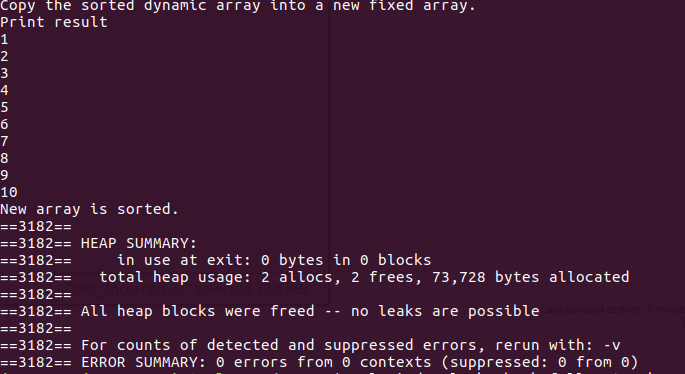 Copy the sorted dynamic array into a new fixed array.
Print result
1
2
3
4
5
6
7
8
9
10
New array is sorted.
==3182==
==3182== HEAP SUMMARY:
==3182==     in use at exit: 0 bytes in 0 blocks
==3182==   total heap usage: 2 allocs, 2 frees, 73,728 bytes allocated
==3182==
==3182== All heap blocks were freed -- no leaks are possible
==3182==
==3182== For counts of detected and suppressed errors, rerun with: -v
==3182== ERROR SUMMARY: 0 errors from 0 contexts (suppressed: 0 from 0)